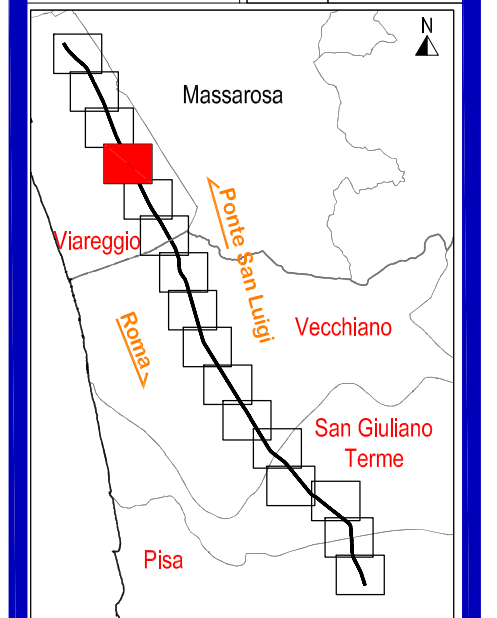 N
Massarosa
Ponte San Luigi
Viareggio
Roma
Vecchiano
San Giuliano
Terme
Pisa